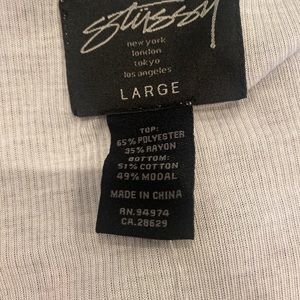 Stüssy
new york
london
tokyo
los angeles
LARGE
TOP:
65% POLYESTER
35% RAYON
BOTTOM:
51% COTTON
49% MODAL
MADE IN CHINA
RN.94974
CA.28629